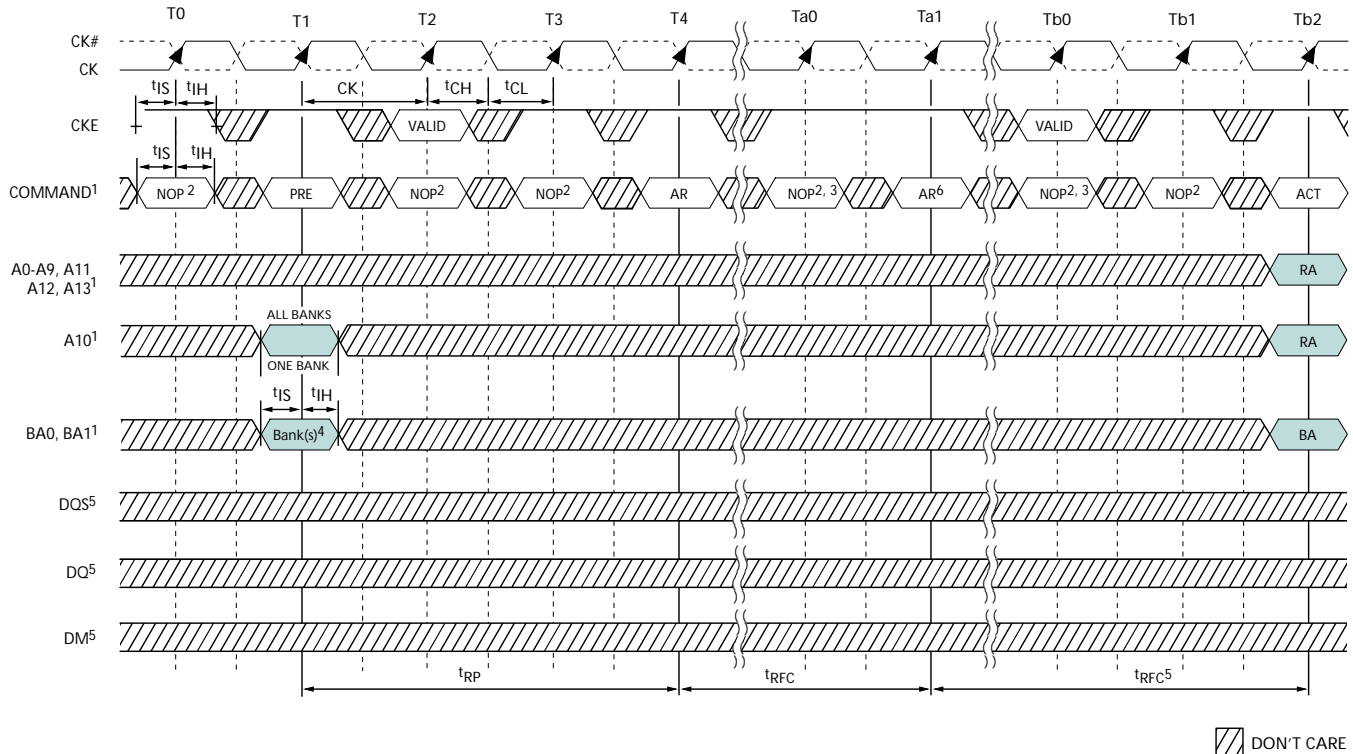 T0 T1 T2 T3 T4 Ta0 Ta1 Tb0 Tb1 Tb2
CK#
CK
tIS tIH CK tCH tCL
CKE VALID VALID
tIS tIH
COMMAND1 NOP 2 PRE NOP2 NOP2 AR NOP2, 3 AR6 NOP2, 3 NOP2 ACT
A0-A9, A11
A12, A131 RA
ALL BANKS
A101 RA
ONE BANK
tIS tIH
BA0, BA11 Bank(s)4 BA
DQS5
DQ5
DM5
tRP tRFC tRFC5
DON'T CARE